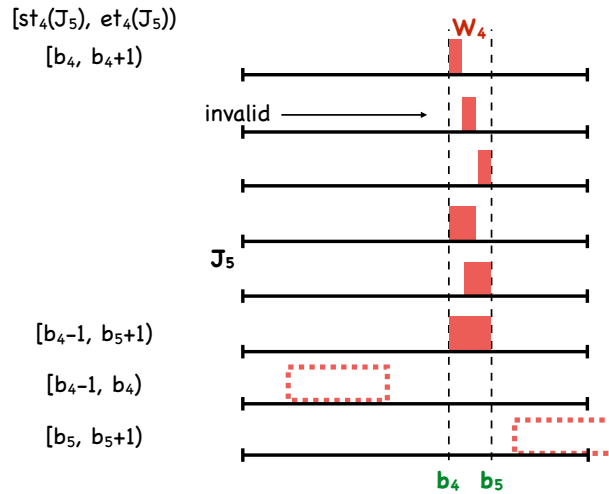 [st₄(J₅), et₄(J₅))
W₄
[b₄, b₄+1)
invalid
J₅
[b₄-1, b₅+1)
[b₄-1, b₄)
[b₅, b₅+1)
b₄ b₅